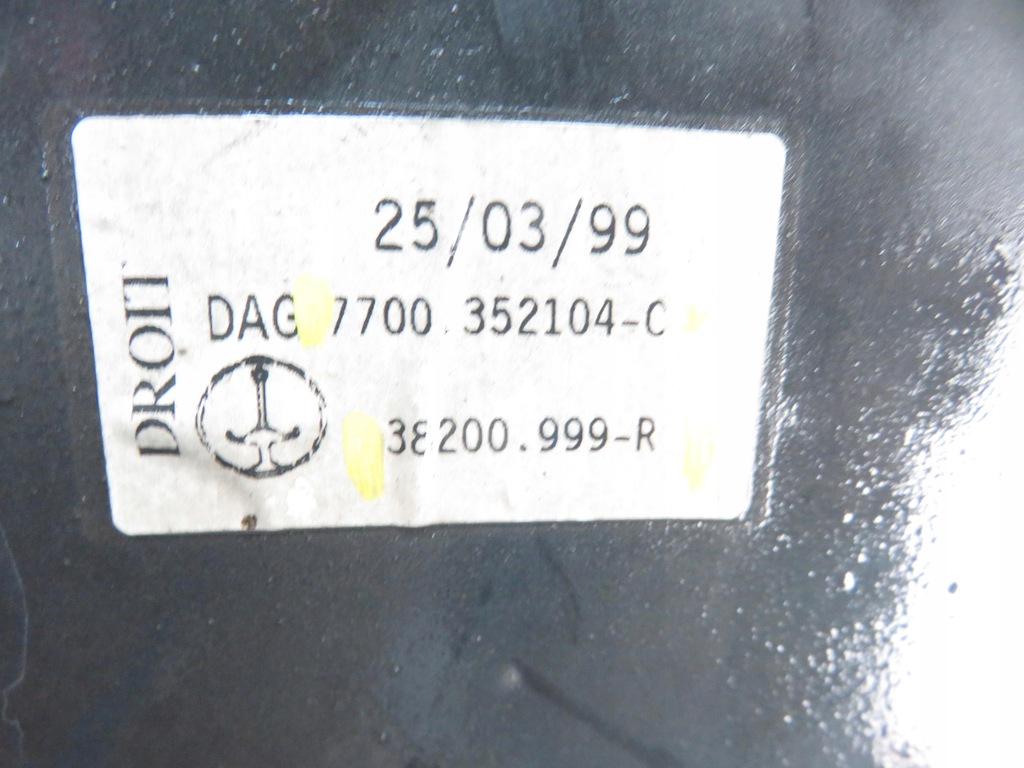 25/03/99
DAG 7700 352104-C
38200.999-R
DROIT